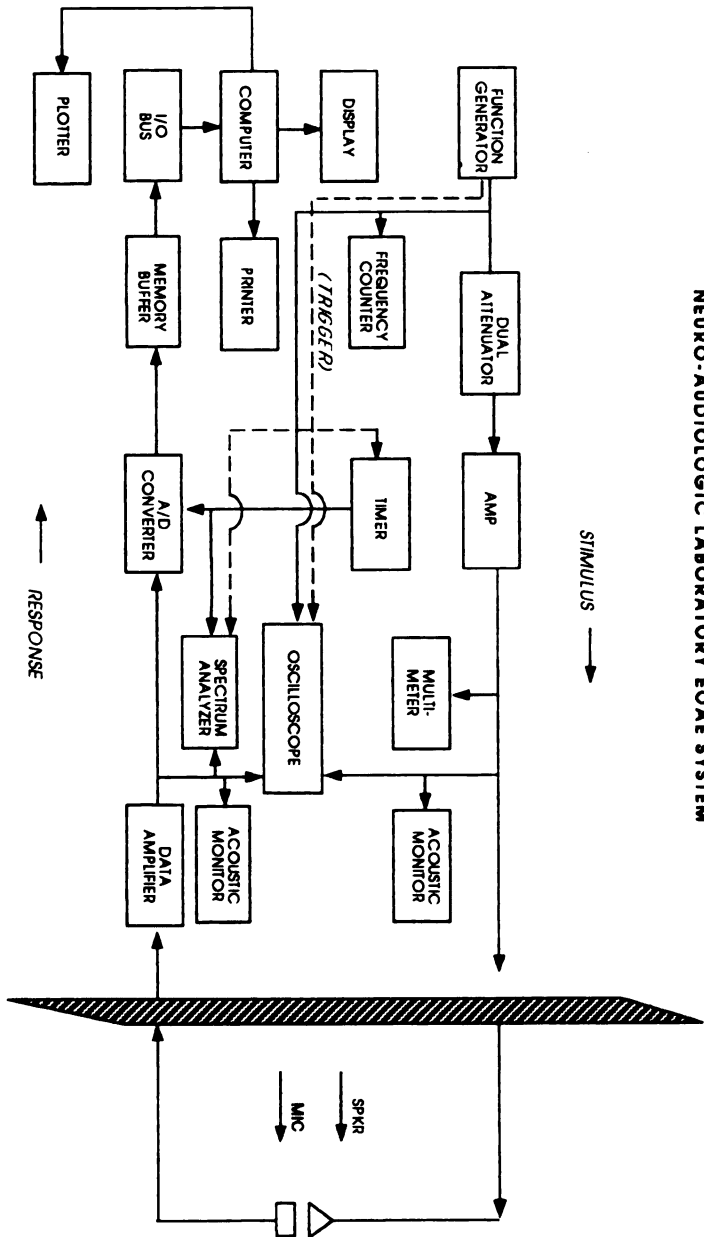 NEURO-AUDIOLOGIC LABORATORY EOAE SYSTEM
STIMULUS
FUNCTION
GENERATOR
DUAL
ATTENUATOR
AMP
MULTI-
METER
ACOUSTIC
MONITOR
FREQUENCY
COUNTER
(TRIGGER)
TIMER
OSCILLOSCOPE
SPKR
MIC
DISPLAY
COMPUTER
PRINTER
SPECTRUM
ANALYZER
ACOUSTIC
MONITOR
PLOTTER
I/O
BUS
MEMORY
BUFFER
A/D
CONVERTER
DATA
AMPLIFIER
RESPONSE